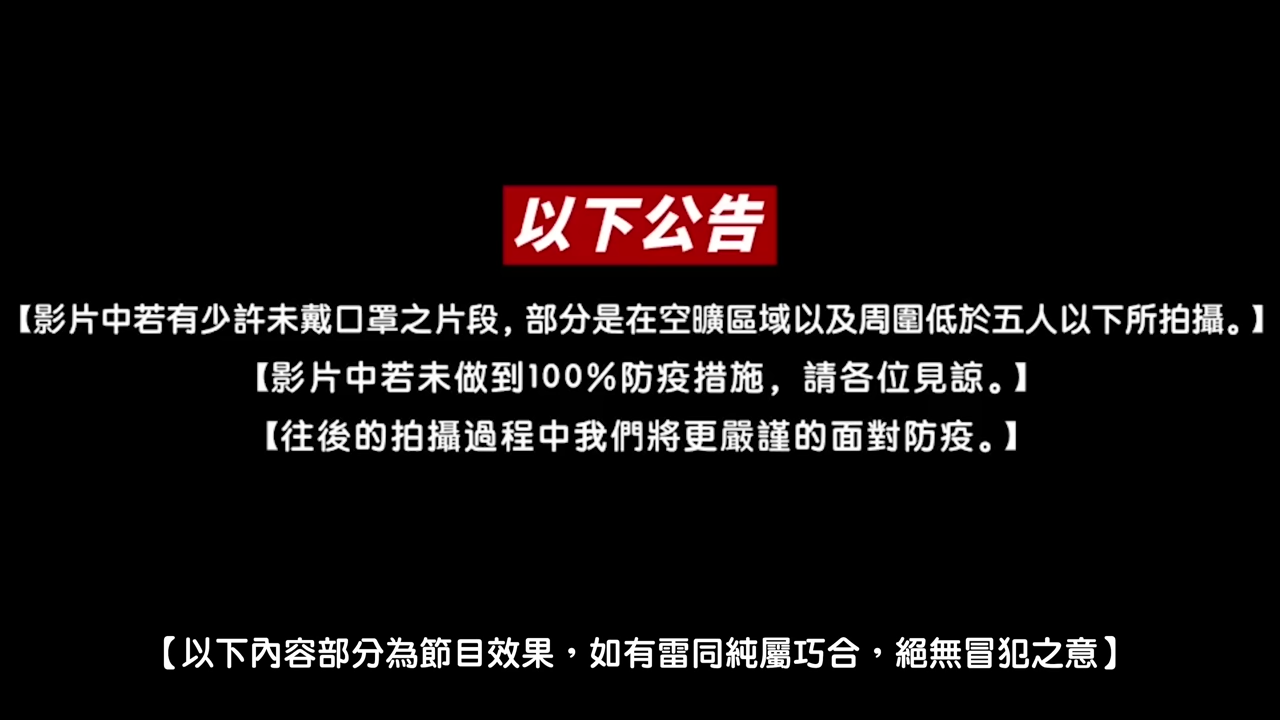 以下公告
【影片中若有少許未戴口罩之片段, 部分是在空曠區域以及周圍低於五人以下所拍攝。】
【影片中若未做到100%防疫措施, 請各位見諒。】
【往後的拍攝過程中我們將更嚴謹的面對防疫。】
【以下內容部分為節目效果，如有雷同純屬巧合，絕無冒犯之意】